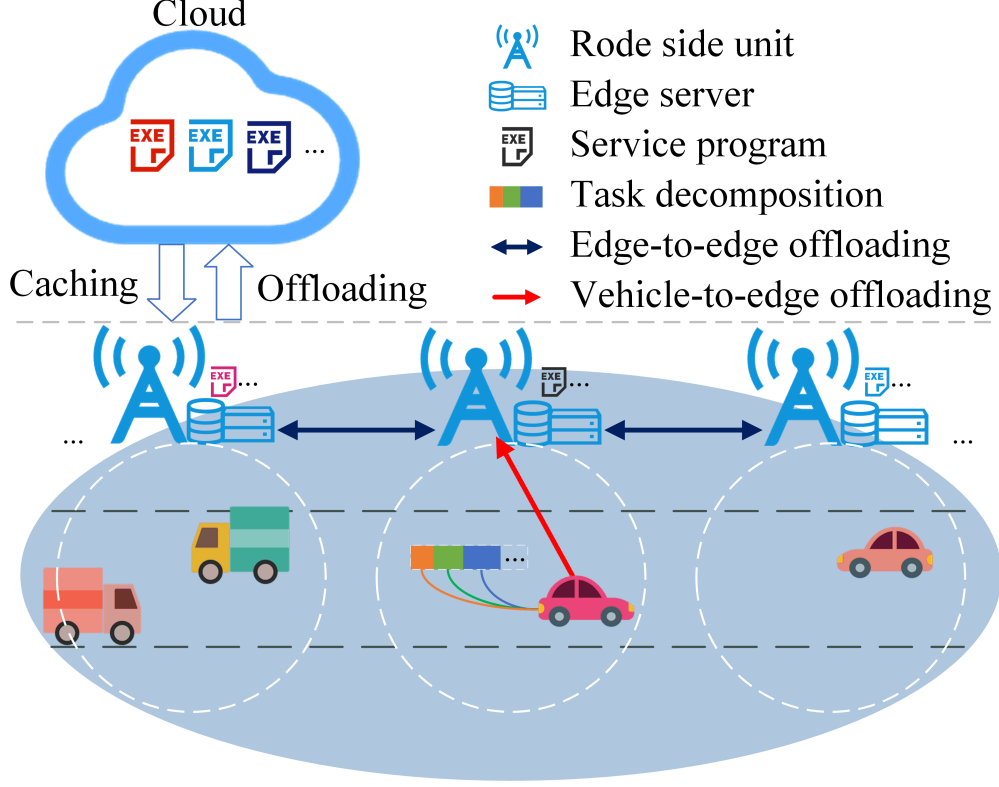 Cloud
EXE EXE EXE ...
Rode side unit
Edge server
EXE Service program
Task decomposition
Edge-to-edge offloading
Vehicle-to-edge offloading
Caching
Offloading
EXE ...
EXE ...
EXE ...
...
...
...